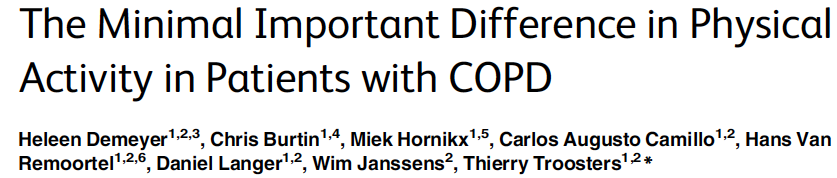 The Minimal Important Difference in Physical
Activity in Patients with COPD
Heleen Demeyer1,2,3, Chris Burtin1,4, Miek Hornikx1,5, Carlos Augusto Camillo1,2, Hans Van
Remoortel1,2,6, Daniel Langer1,2, Wim Janssens2, Thierry Troosters1,2*